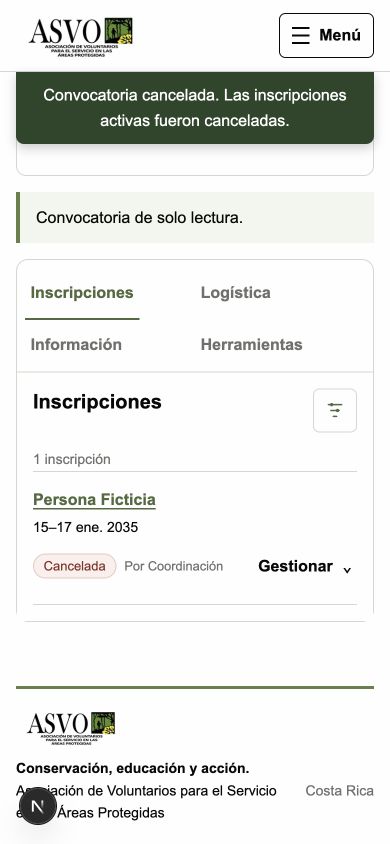 ASVO
ASOCIACIÓN DE VOLUNTARIOS
PARA EL SERVICIO EN LAS
ÁREAS PROTEGIDAS
Menú
Convocatoria cancelada. Las inscripciones
activas fueron canceladas.
Convocatoria de solo lectura.
Inscripciones
Logística
Información
Herramientas
Inscripciones
1 inscripción
Persona Ficticia
15–17 ene. 2035
Cancelada
Por Coordinación
Gestionar
ASVO
ASOCIACIÓN DE VOLUNTARIOS
PARA EL SERVICIO EN LAS
ÁREAS PROTEGIDAS
Conservación, educación y acción.
Asociación de Voluntarios para el Servicio
Costa Rica
Áreas Protegidas
N